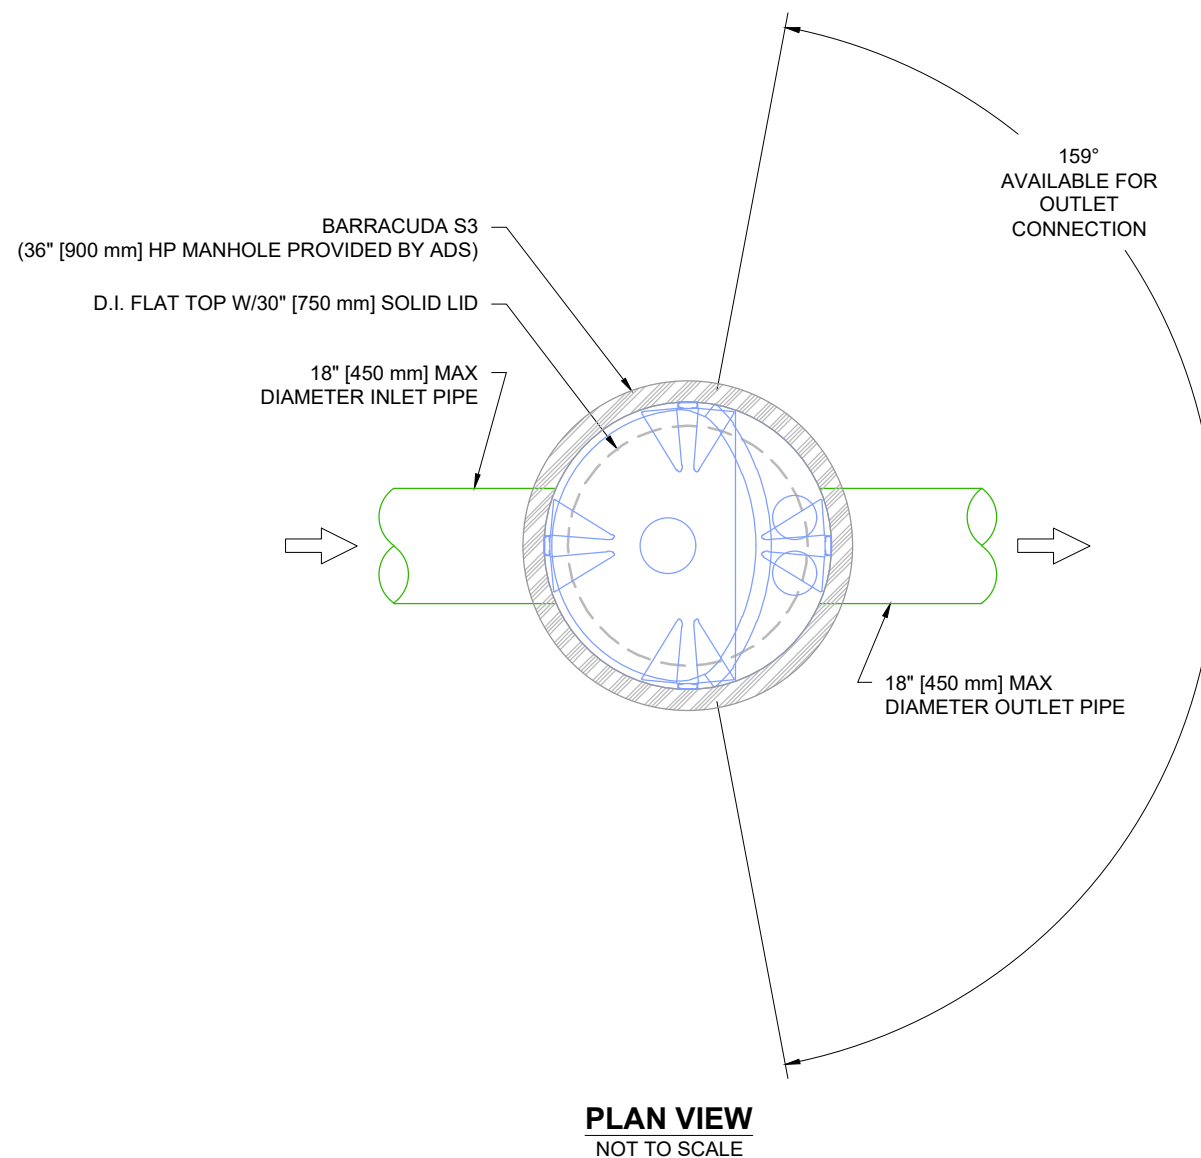 159°
AVAILABLE FOR
OUTLET
CONNECTION
BARRACUDA S3
(36" [900 mm] HP MANHOLE PROVIDED BY ADS)
D.I. FLAT TOP W/30" [750 mm] SOLID LID
18" [450 mm] MAX
DIAMETER INLET PIPE
18" [450 mm] MAX
DIAMETER OUTLET PIPE
PLAN VIEW
NOT TO SCALE